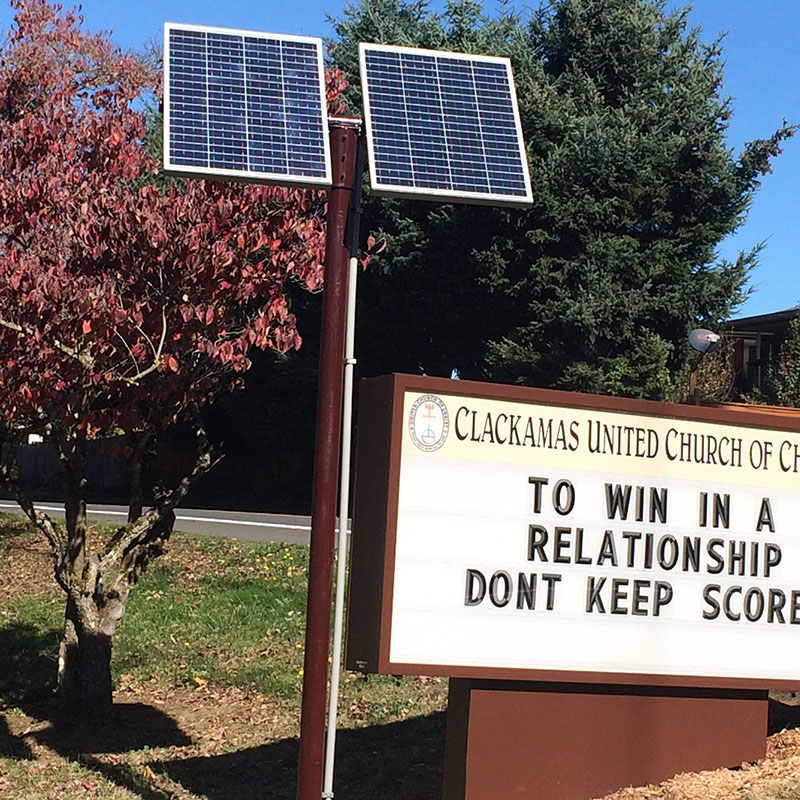 CLACKAMAS UNITED CHURCH OF CH
TO WIN IN A
RELATIONSHIP
DONT KEEP SCORE